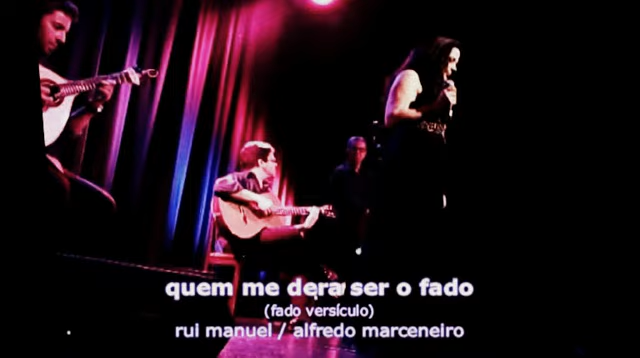 quem me dera ser o fado
(fado versículo)
rui manuel / alfredo marceneiro